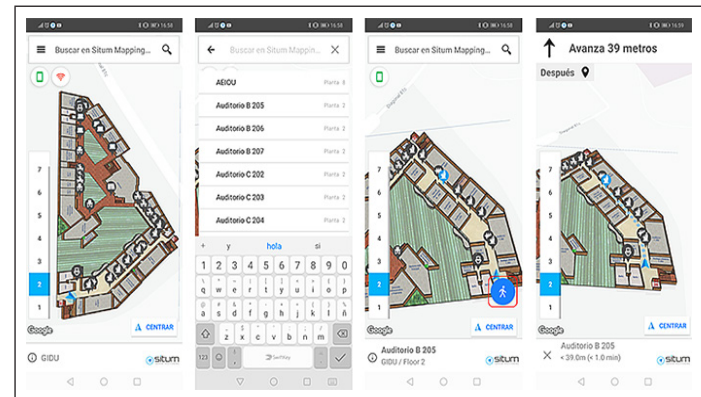 16:58
Buscar en Situm Mapping...
7
6
5
4
3
2
1
Google
CENTRAR
GIDU
situm
16:58
Buscar en Situm Mappin...
AEIOU Planta 4
Auditorio B 205 Planta 2
Auditorio B 206 Planta 2
Auditorio B 207 Planta 2
Auditorio C 202 Planta 2
Auditorio C 203 Planta 2
Auditorio C 204 Planta 2
+ y hola si
1 2 3 4 5 6 7 8 9 0
q w e r t y u i o p
a s d f g h j k l ñ
z x c v b n m
123 SwiftKey
16:58
Buscar en Situm Mapping...
7
6
5
4
3
2
1
Google
CENTRAR
Auditorio B 205
GIDU / Floor 2
situm
16:59
Avanza 39 metros
Después
7
6
5
4
3
2
1
Google
CENTRAR
Auditorio B 205
< 39.0m (< 1.0 min)
situm